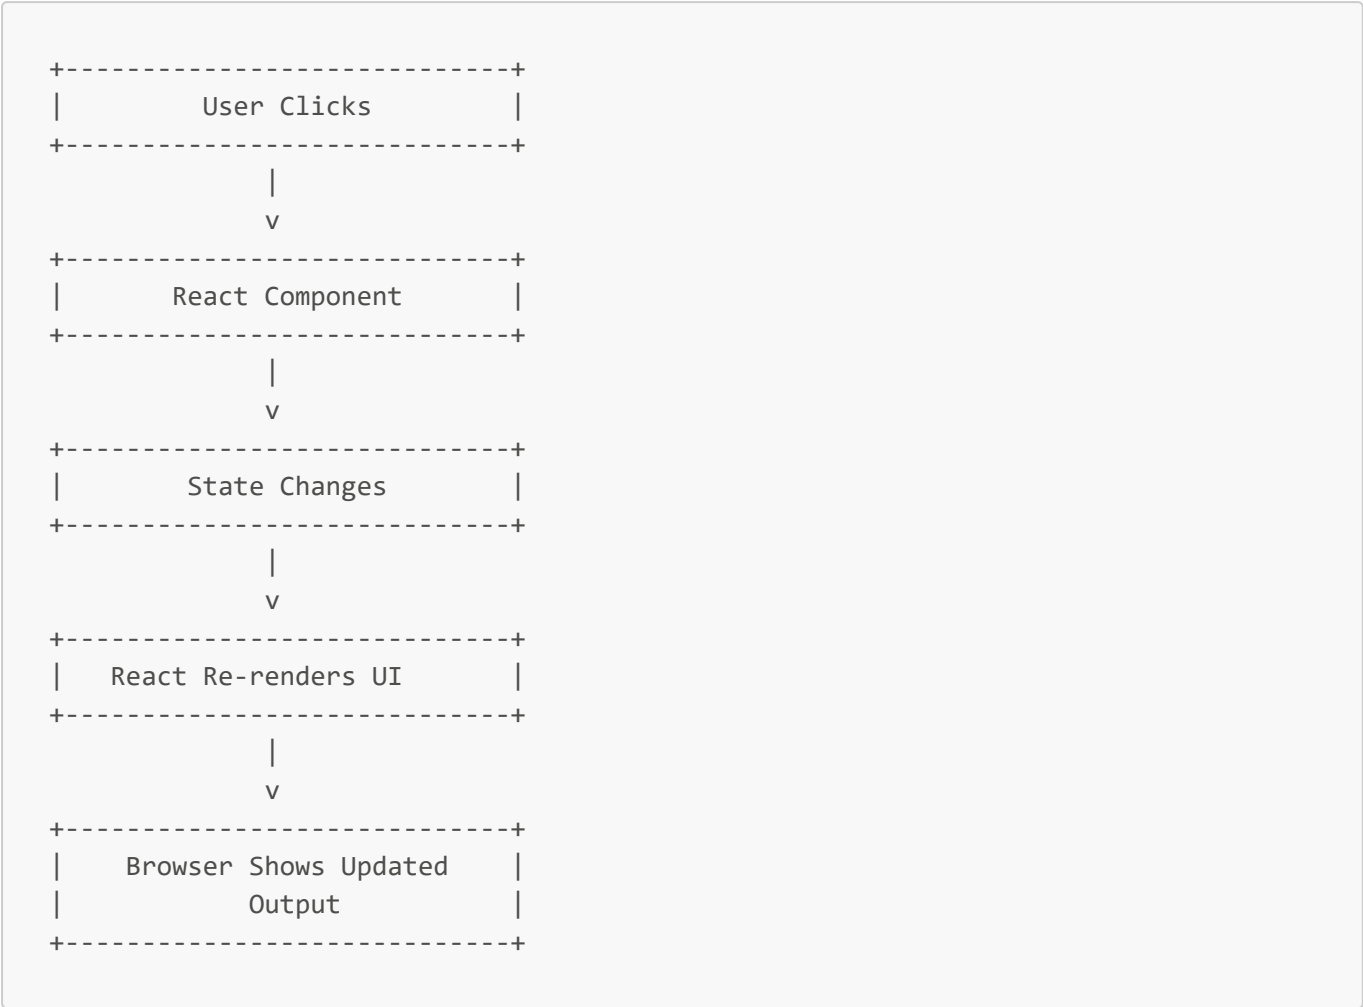 +-----------------------------+
|         User Clicks         |
+-----------------------------+
              |
              v
+-----------------------------+
|       React Component       |
+-----------------------------+
              |
              v
+-----------------------------+
|        State Changes        |
+-----------------------------+
              |
              v
+-----------------------------+
|   React Re-renders UI       |
+-----------------------------+
              |
              v
+-----------------------------+
|    Browser Shows Updated    |
|            Output           |
+-----------------------------+